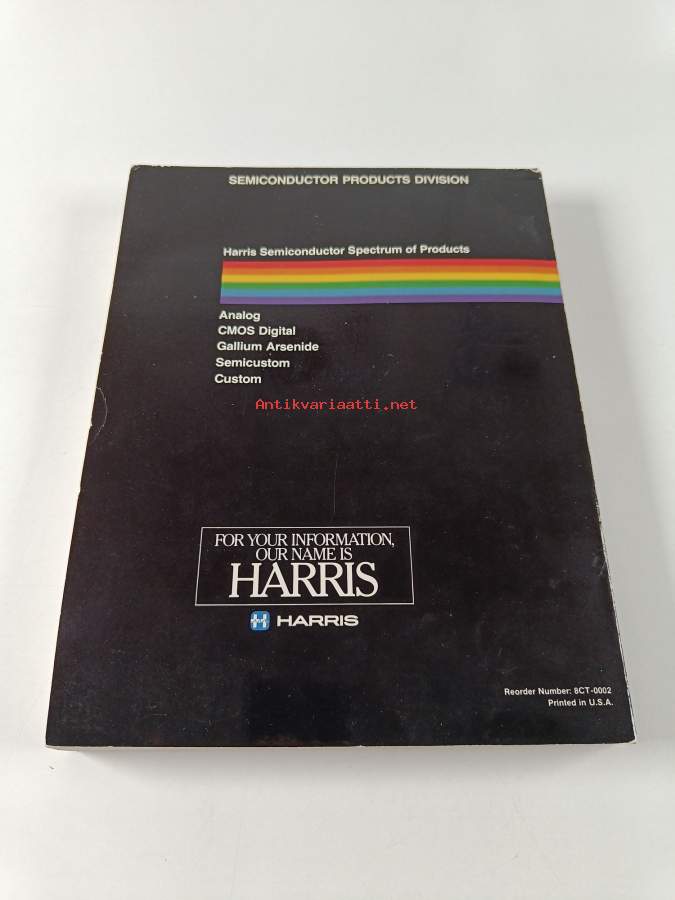 SEMICONDUCTOR PRODUCTS DIVISION
Harris Semiconductor Spectrum of Products
Analog
CMOS Digital
Gallium Arsenide
Semicustom
Custom
Antikvariaatti.net
FOR YOUR INFORMATION,
OUR NAME IS
HARRIS
HARRIS
Reorder Number: 8CT-0002
Printed in U.S.A.